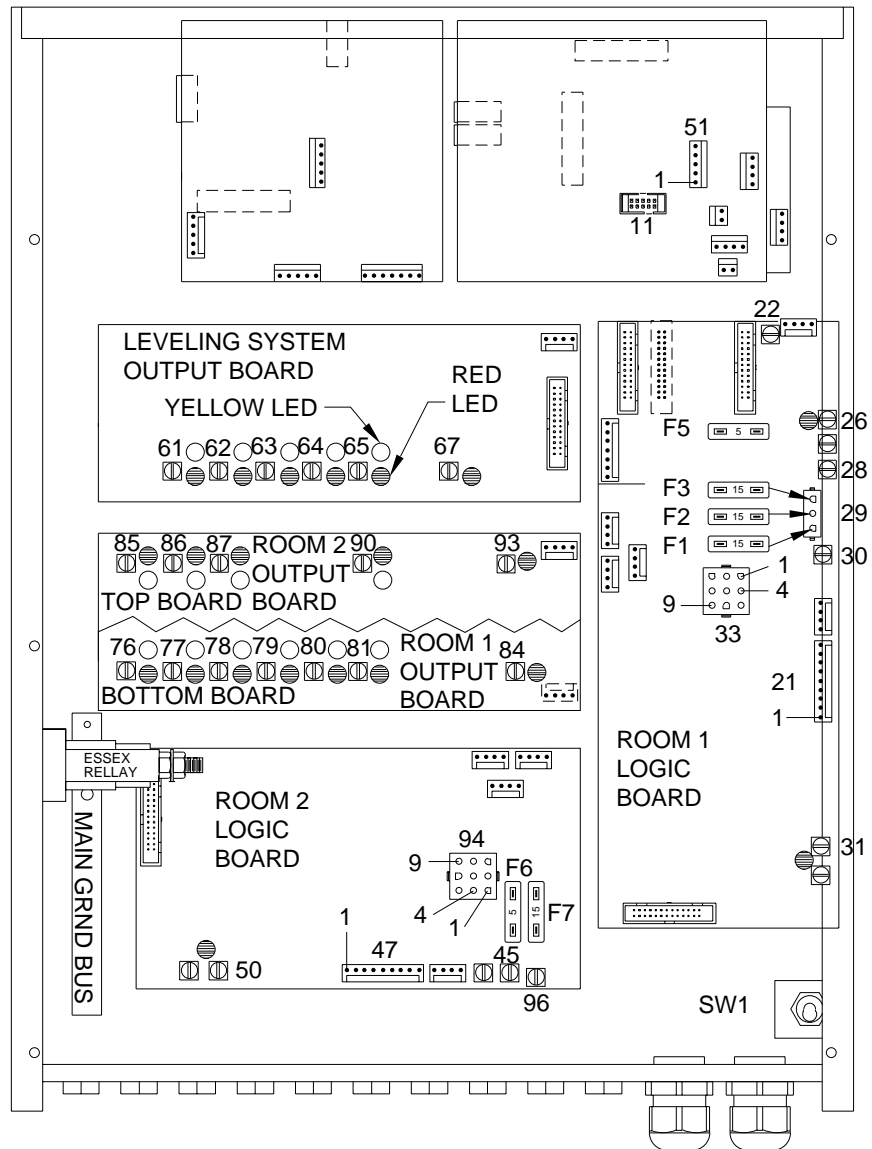 51
1
11
22
LEVELING SYSTEM
OUTPUT BOARD
RED
LED
YELLOW LED
61 62 63 64 65 67
F5 5
26
28
F3 15
F2 15
29
F1 15
30
1
4
9
33
85 86 87 ROOM 2 90 93
OUTPUT
TOP BOARD BOARD
76 77 78 79 80 81 ROOM 1 84
OUTPUT
BOTTOM BOARD BOARD
21
1
ROOM 1
LOGIC
BOARD
ESSEX
RELLAY
MAIN GRND BUS
ROOM 2
LOGIC
BOARD
94
9
F6
5
15
F7
4
1
31
1
47
45
50
96
SW1